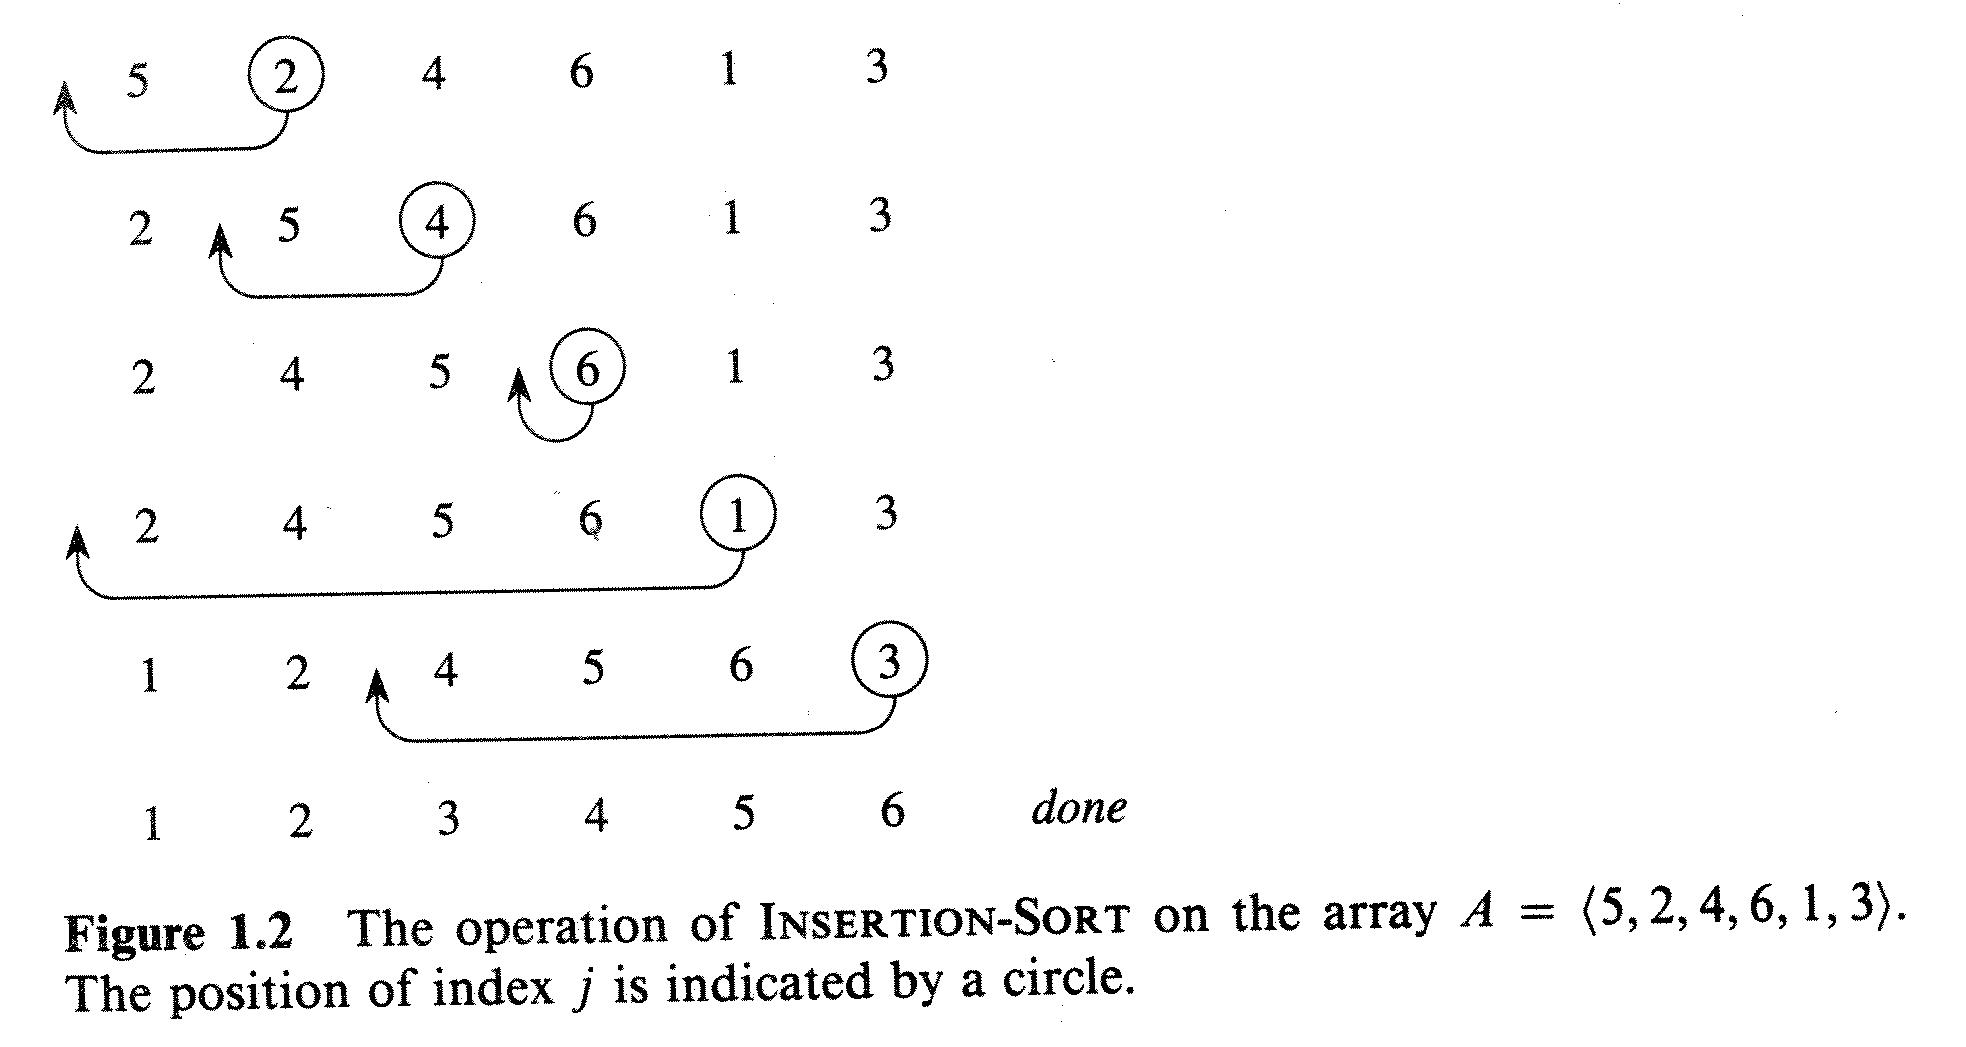 5 2 4 6 1 3
2 5 4 6 1 3
2 4 5 6 1 3
2 4 5 6 1 3
1 2 4 5 6 3
1 2 3 4 5 6 done
Figure 1.2 The operation of INSERTION-SORT on the array A = ⟨5, 2, 4, 6, 1, 3⟩.
The position of index j is indicated by a circle.